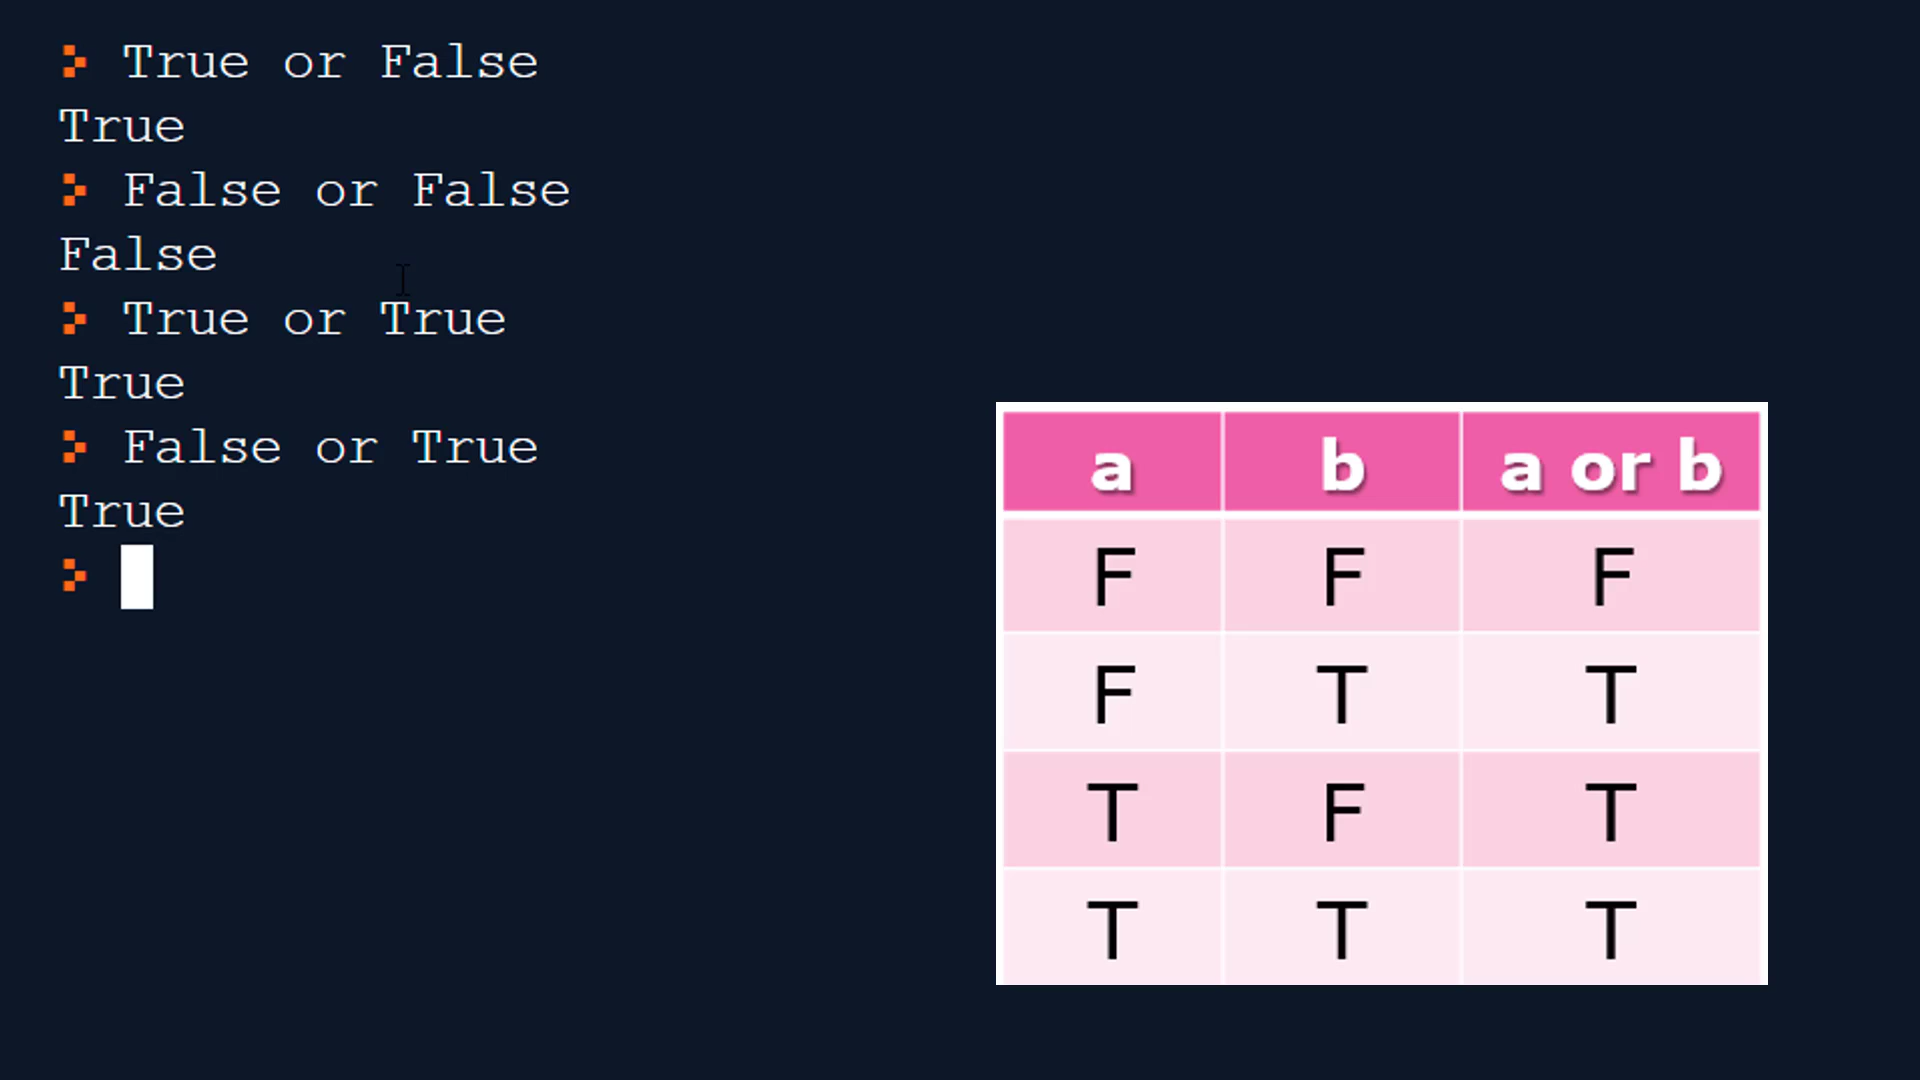 True or False
True
False or False
False
True or True
True
False or True
True
a b a or b
F F F
F T T
T F T
T T T